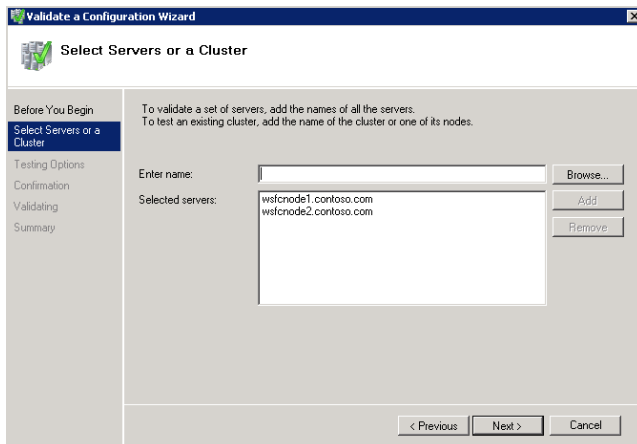 Validate a Configuration Wizard
Select Servers or a Cluster
Before You Begin
Select Servers or a
Cluster
Testing Options
Confirmation
Validating
Summary
To validate a set of servers, add the names of all the servers.
To test an existing cluster, add the name of the cluster or one of its nodes.
Enter name:
Browse...
Selected servers:
wsfcnode1.contoso.com
wsfcnode2.contoso.com
Add
Remove
< Previous
Next >
Cancel